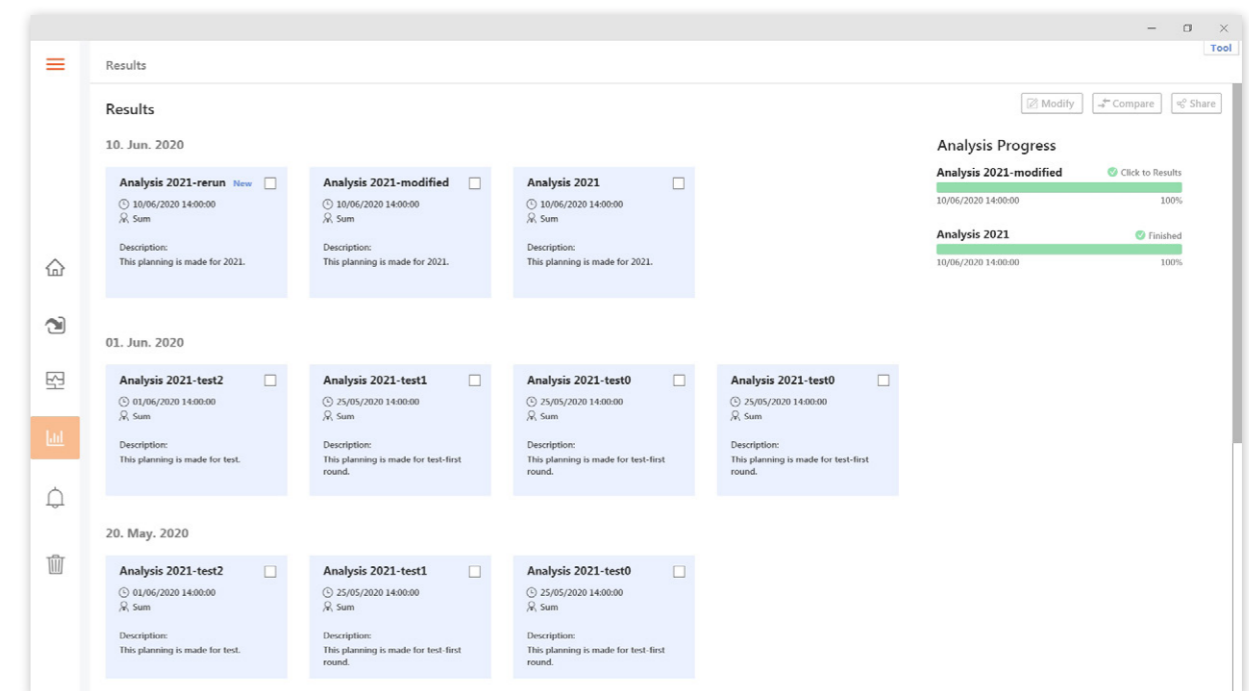 Tool
Results
Results
Modify
Compare
Share
10. Jun. 2020
Analysis 2021-rerun New
10/06/2020 14:00:00
Sum
Description:
This planning is made for 2021.
Analysis 2021-modified
10/06/2020 14:00:00
Sum
Description:
This planning is made for 2021.
Analysis 2021
10/06/2020 14:00:00
Sum
Description:
This planning is made for 2021.
Analysis Progress
Analysis 2021-modified Click to Results
10/06/2020 14:00:00 100%
Analysis 2021 Finished
10/06/2020 14:00:00 100%
01. Jun. 2020
Analysis 2021-test2
01/06/2020 14:00:00
Sum
Description:
This planning is made for test.
Analysis 2021-test1
25/05/2020 14:00:00
Sum
Description:
This planning is made for test-first
round.
Analysis 2021-test0
25/05/2020 14:00:00
Sum
Description:
This planning is made for test-first
round.
Analysis 2021-test0
25/05/2020 14:00:00
Sum
Description:
This planning is made for test-first
round.
20. May. 2020
Analysis 2021-test2
01/06/2020 14:00:00
Sum
Description:
This planning is made for test.
Analysis 2021-test1
25/05/2020 14:00:00
Sum
Description:
This planning is made for test-first
round.
Analysis 2021-test0
25/05/2020 14:00:00
Sum
Description:
This planning is made for test-first
round.